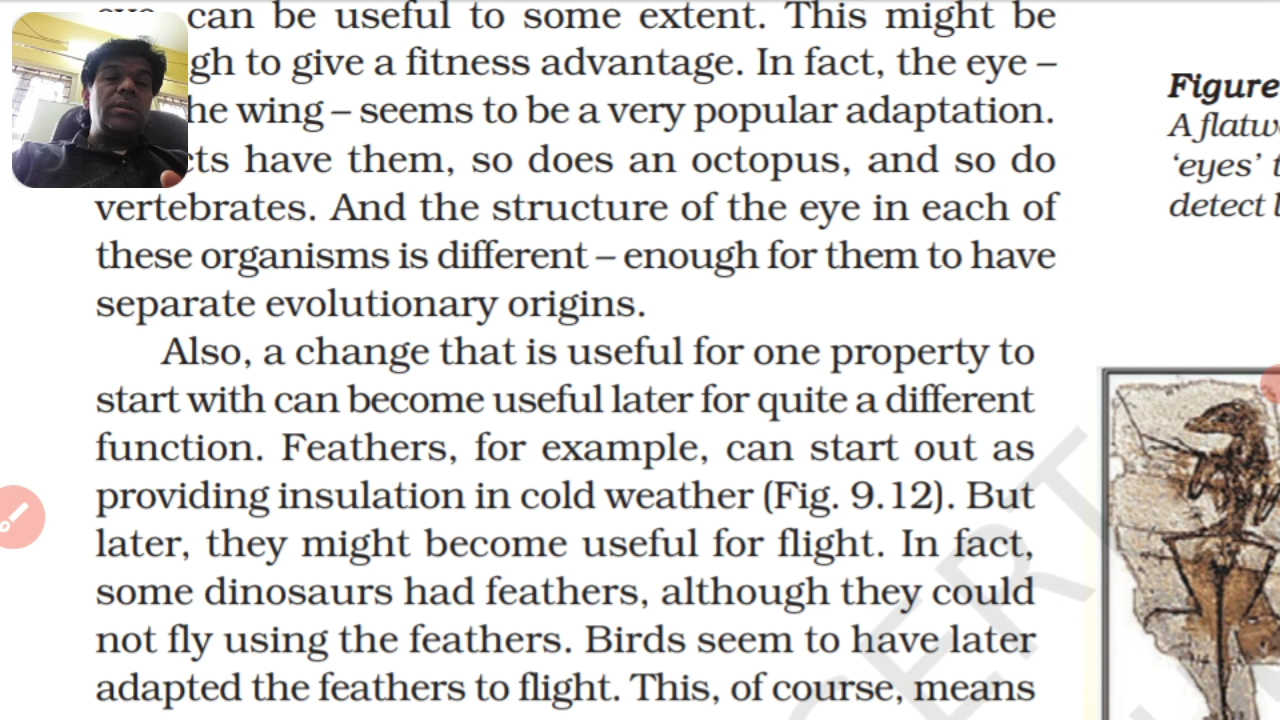 can be useful to some extent. This might be
gh to give a fitness advantage. In fact, the eye –
he wing – seems to be a very popular adaptation.
cts have them, so does an octopus, and so do
vertebrates. And the structure of the eye in each of
these organisms is different – enough for them to have
separate evolutionary origins.
Also, a change that is useful for one property to
start with can become useful later for quite a different
function. Feathers, for example, can start out as
providing insulation in cold weather (Fig. 9.12). But
later, they might become useful for flight. In fact,
some dinosaurs had feathers, although they could
not fly using the feathers. Birds seem to have later
adapted the feathers to flight. This, of course, means
Figure
A flatw
‘eyes’ t
detect l
CERT